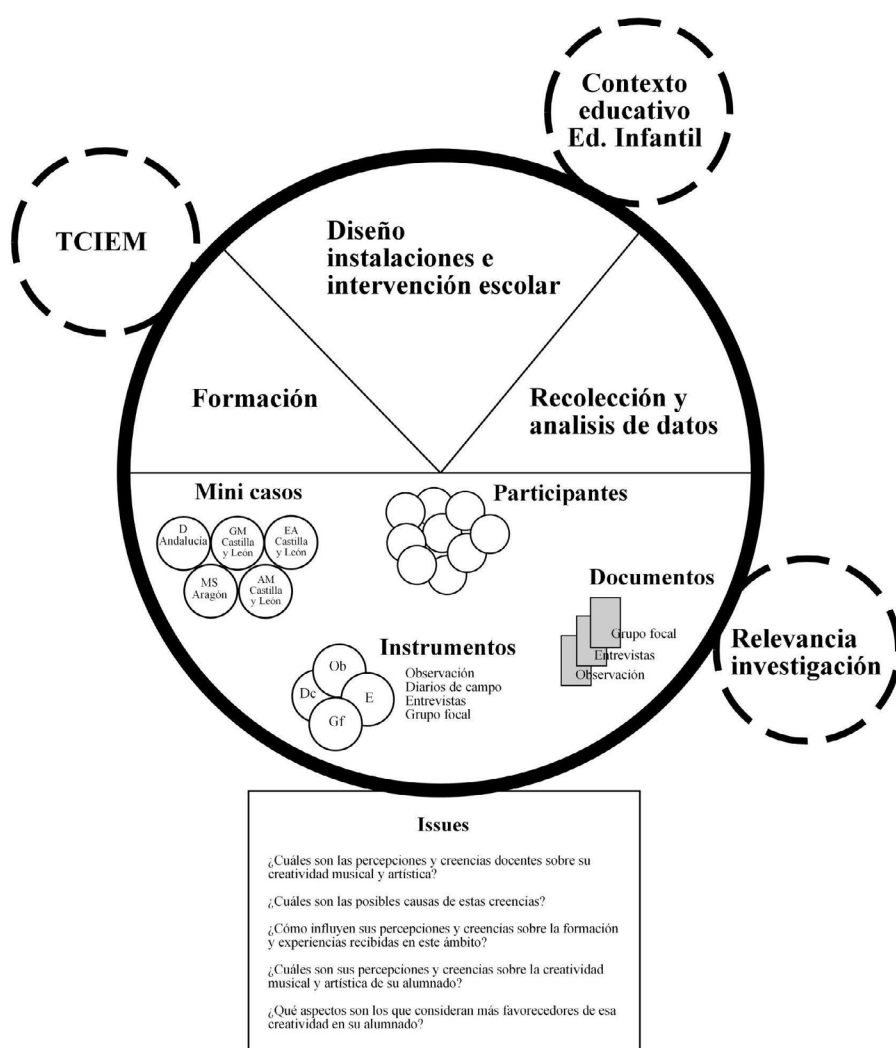 Contexto
educativo
Ed. Infantil
TCIEM
Diseño
instalaciones e
intervención escolar
Formación
Recolección y
analisis de datos
Mini casos
D
Andalucía
GM
Castilla
y León
EA
Castilla
y León
MS
Aragón
AM
Castilla
y León
Participantes
Documentos
Grupo focal
Entrevistas
Observación
Relevancia
investigación
Instrumentos
Ob
Dc
E
Gf
Observación
Diarios de campo
Entrevistas
Grupo focal
Issues
¿Cuáles son las percepciones y creencias docentes sobre su
creatividad musical y artística?
¿Cuáles son las posibles causas de estas creencias?
¿Cómo influyen sus percepciones y creencias sobre la formación
y experiencias recibidas en este ámbito?
¿Cuáles son sus percepciones y creencias sobre la creatividad
musical y artística de su alumnado?
¿Qué aspectos son los que consideran más favorecedores de esa
creatividad en su alumnado?